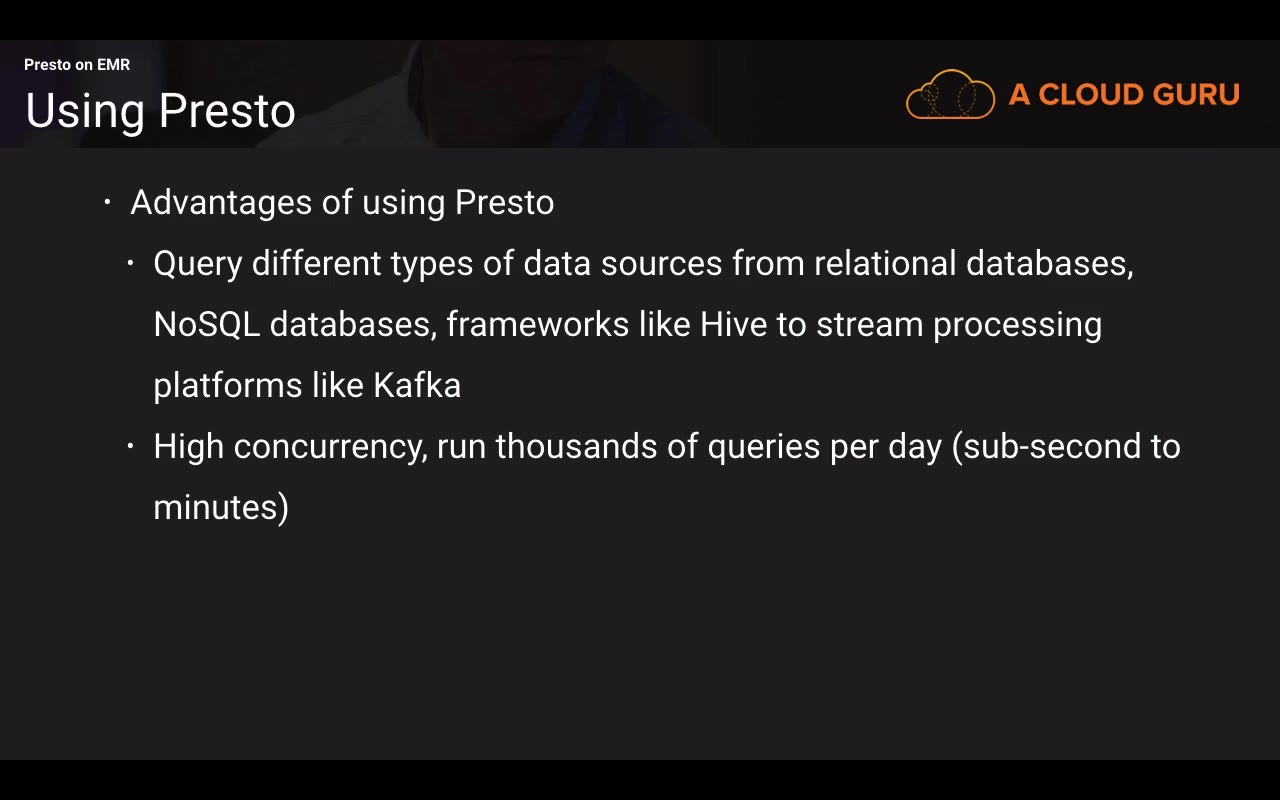 Presto on EMR
Using Presto
A CLOUD GURU
· Advantages of using Presto
· Query different types of data sources from relational databases,
NoSQL databases, frameworks like Hive to stream processing
platforms like Kafka
· High concurrency, run thousands of queries per day (sub-second to
minutes)